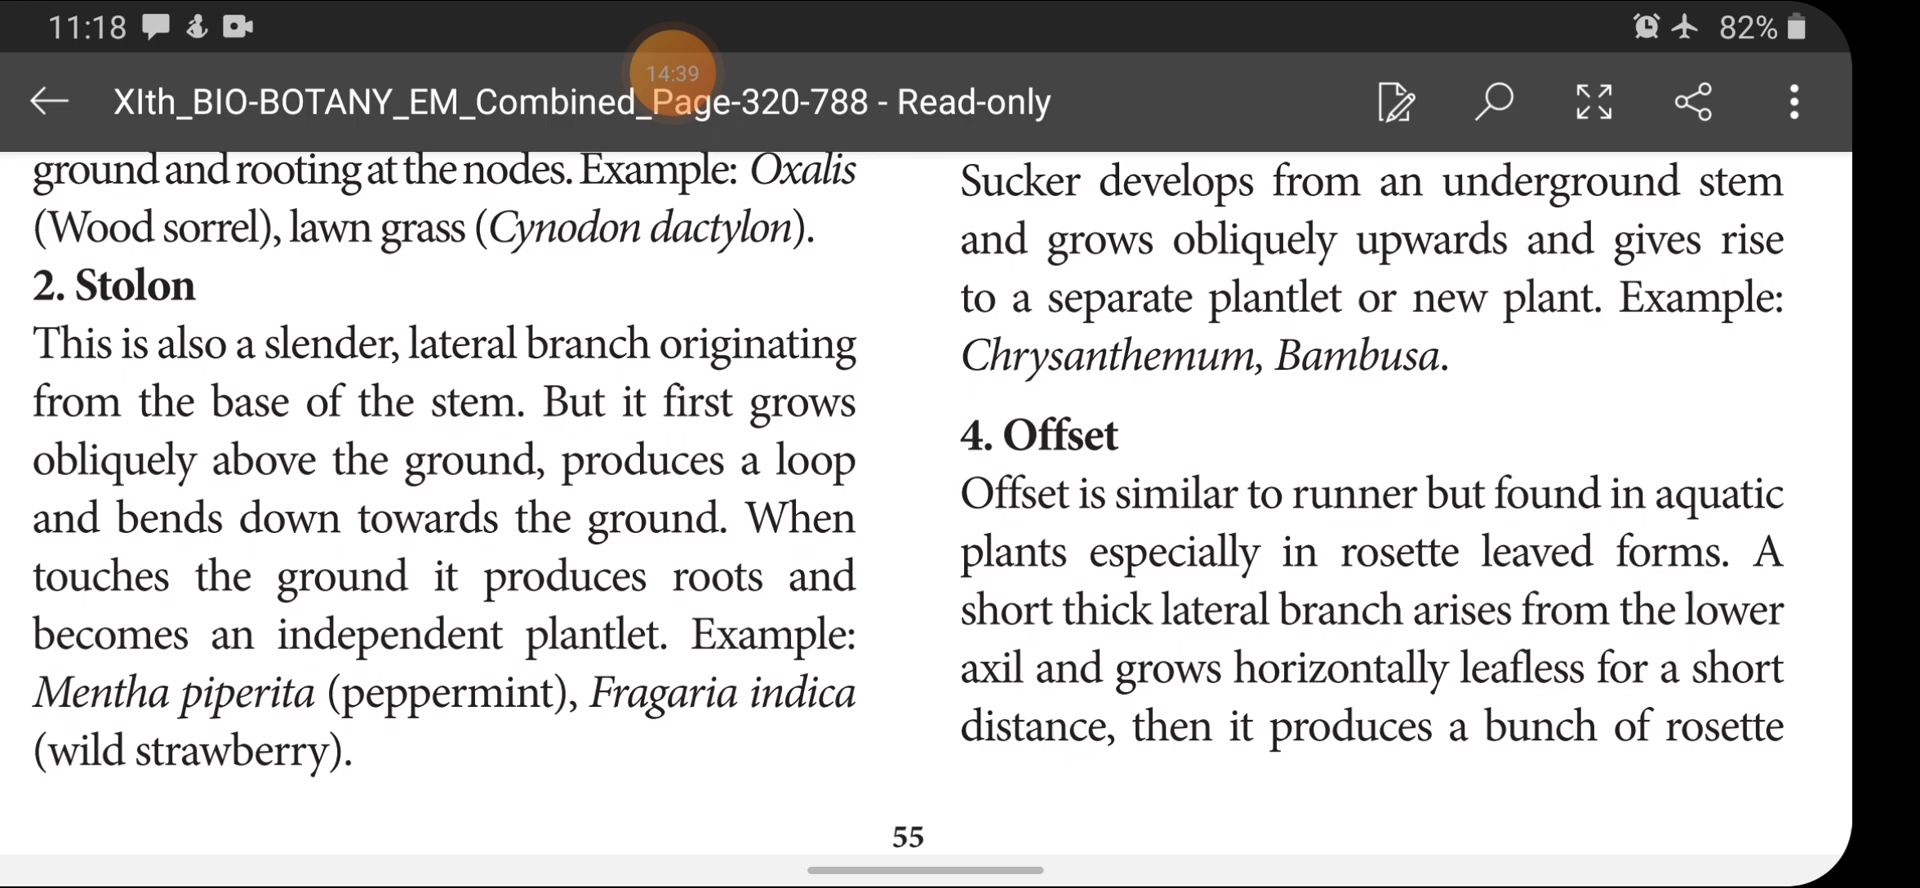 11:18
82%
14:39
XIth_BIO-BOTANY_EM_Combined_Page-320-788 - Read-only
ground and rooting at the nodes. Example: Oxalis
(Wood sorrel), lawn grass (Cynodon dactylon).
2. Stolon
This is also a slender, lateral branch originating
from the base of the stem. But it first grows
obliquely above the ground, produces a loop
and bends down towards the ground. When
touches the ground it produces roots and
becomes an independent plantlet. Example:
Mentha piperita (peppermint), Fragaria indica
(wild strawberry).
Sucker develops from an underground stem
and grows obliquely upwards and gives rise
to a separate plantlet or new plant. Example:
Chrysanthemum, Bambusa.
4. Offset
Offset is similar to runner but found in aquatic
plants especially in rosette leaved forms. A
short thick lateral branch arises from the lower
axil and grows horizontally leafless for a short
distance, then it produces a bunch of rosette
55